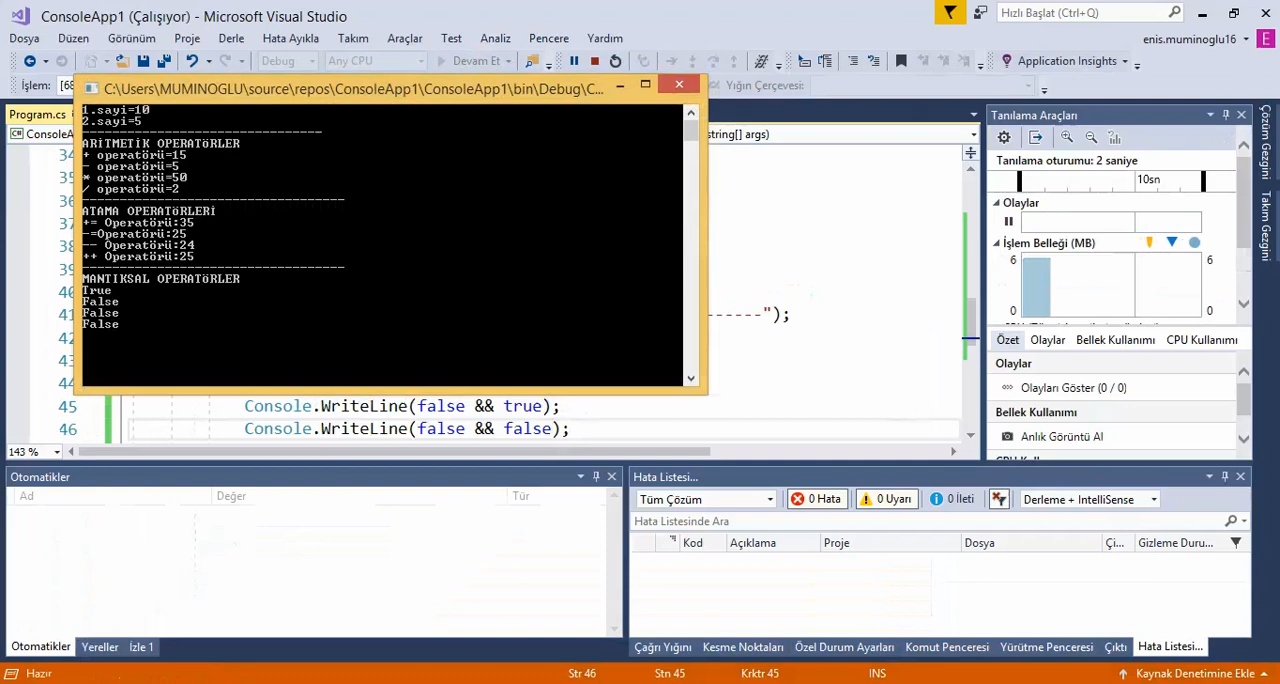 ConsoleApp1 (Çalışıyor) - Microsoft Visual Studio
Hızlı Başlat (Ctrl+Q)
Dosya Düzen Görünüm Proje Derle Hata Ayıkla Takım Araçlar Test Analiz Pencere Yardım
enis.muminoglu16 E
Debug Any CPU Devam Et Application Insights
İşlem: [68 Yığın Çerçevesi:
C:\Users\MUMINOGLU\source\repos\ConsoleApp1\ConsoleApp1\bin\Debug\C...
Program.cs
ConsoleA
string[] args)
1.sayi=10
2.sayi=5
---------------------------------
ARİTMETİK OPERATÖRLER
+ operatörü=15
- operatörü=5
* operatörü=50
/ operatörü=2
------------------------------------
ATAMA OPERATÖRLERİ
+= Operatörü:35
-=Operatörü:25
-- Operatörü:24
++ Operatörü:25
------------------------------------
MANTIKSAL OPERATÖRLER
True
False
False
False
34
35
36
37
38
39
40
41 ------");
42
43
44
45 Console.WriteLine(false && true);
46 Console.WriteLine(false && false);
143 %
Tanılama Araçları
Tanılama oturumu: 2 saniye
10sn
Olaylar
İşlem Belleği (MB)
6 6
0 0
Özet Olaylar Bellek Kullanımı CPU Kullanımı
Olaylar
Olayları Göster (0 / 0)
Bellek Kullanımı
Anlık Görüntü Al
Çözüm Gezgini
Takım Gezgini
Otomatikler
Ad Değer Tür
Otomatikler Yereller İzle 1
Hata Listesi...
Tüm Çözüm 0 Hata 0 Uyarı 0 İleti Derleme + IntelliSense
Hata Listesinde Ara
Kod Açıklama Proje Dosya Çi... Gizleme Duru...
Çağrı Yığını Kesme Noktaları Özel Durum Ayarları Komut Penceresi Yürütme Penceresi Çıktı Hata Listesi...
Hazır Str 46 Stn 45 Krktr 45 INS Kaynak Denetimine Ekle